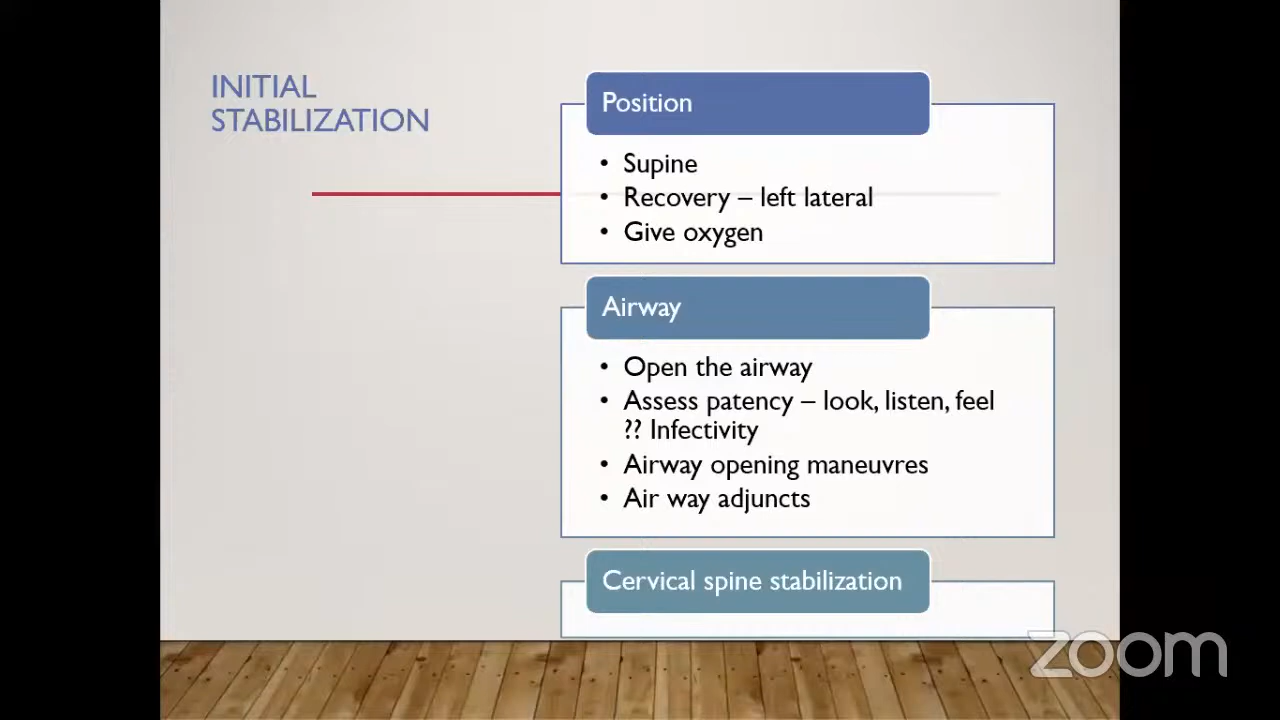 INITIAL
STABILIZATION
Position
• Supine
• Recovery – left lateral
• Give oxygen
Airway
• Open the airway
• Assess patency – look, listen, feel
?? Infectivity
• Airway opening maneuvres
• Air way adjuncts
Cervical spine stabilization
zoom